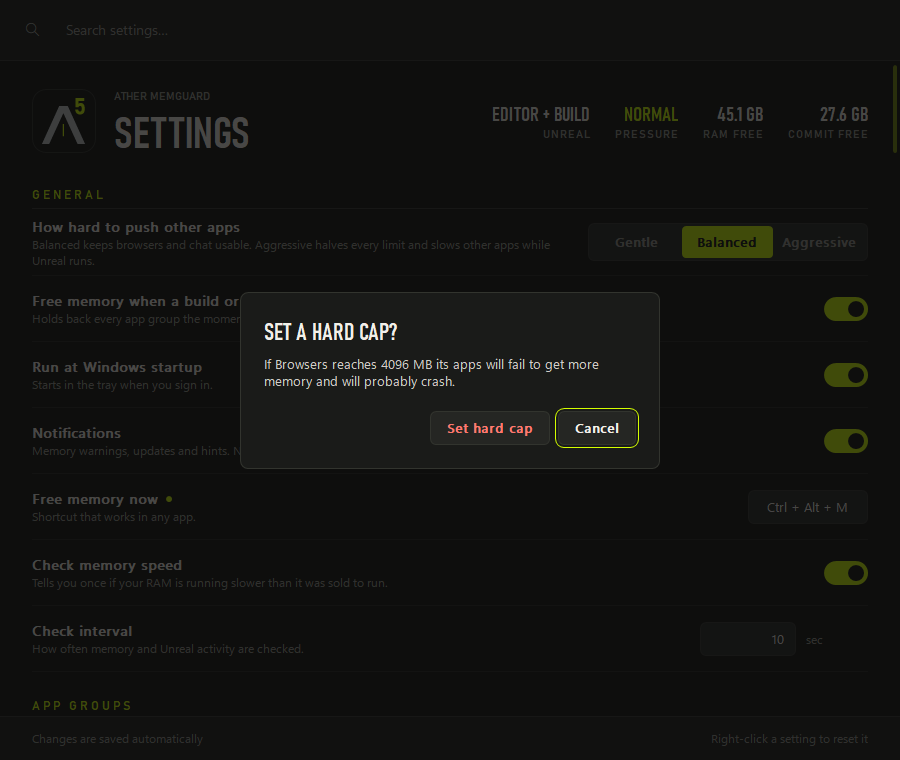 Search settings...
5
ATHER MEMGUARD
SETTINGS
EDITOR + BUILD
UNREAL
NORMAL
PRESSURE
45.1 GB
RAM FREE
27.6 GB
COMMIT FREE
GENERAL
How hard to push other apps
Balanced keeps browsers and chat usable. Aggressive halves every limit and slows other apps while
Unreal runs.
Gentle
Balanced
Aggressive
Free memory when a build or
Holds back every app group the momen
SET A HARD CAP?
If Browsers reaches 4096 MB its apps will fail to get more
memory and will probably crash.
Set hard cap
Cancel
Run at Windows startup
Starts in the tray when you sign in.
Notifications
Memory warnings, updates and hints. N
Free memory now
Shortcut that works in any app.
Ctrl + Alt + M
Check memory speed
Tells you once if your RAM is running slower than it was sold to run.
Check interval
How often memory and Unreal activity are checked.
10
sec
APP GROUPS
Changes are saved automatically
Right-click a setting to reset it